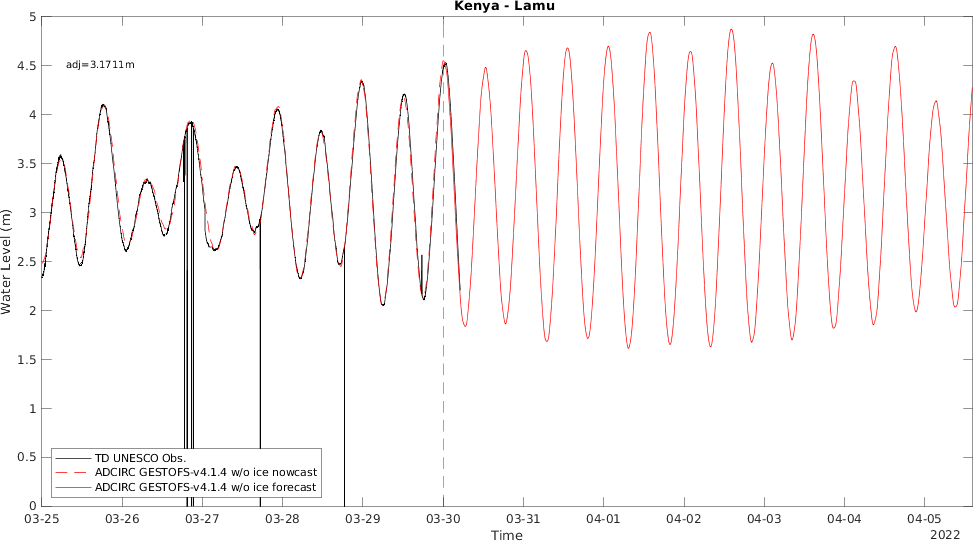 Kenya - Lamu
5
4.5
4
3.5
3
2.5
2
1.5
1
0.5
0
Water Level (m)
adj=3.1711m
TD UNESCO Obs.
ADCIRC GESTOFS-v4.1.4 w/o ice nowcast
ADCIRC GESTOFS-v4.1.4 w/o ice forecast
03-25 03-26 03-27 03-28 03-29 03-30 03-31 04-01 04-02 04-03 04-04 04-05
2022
Time